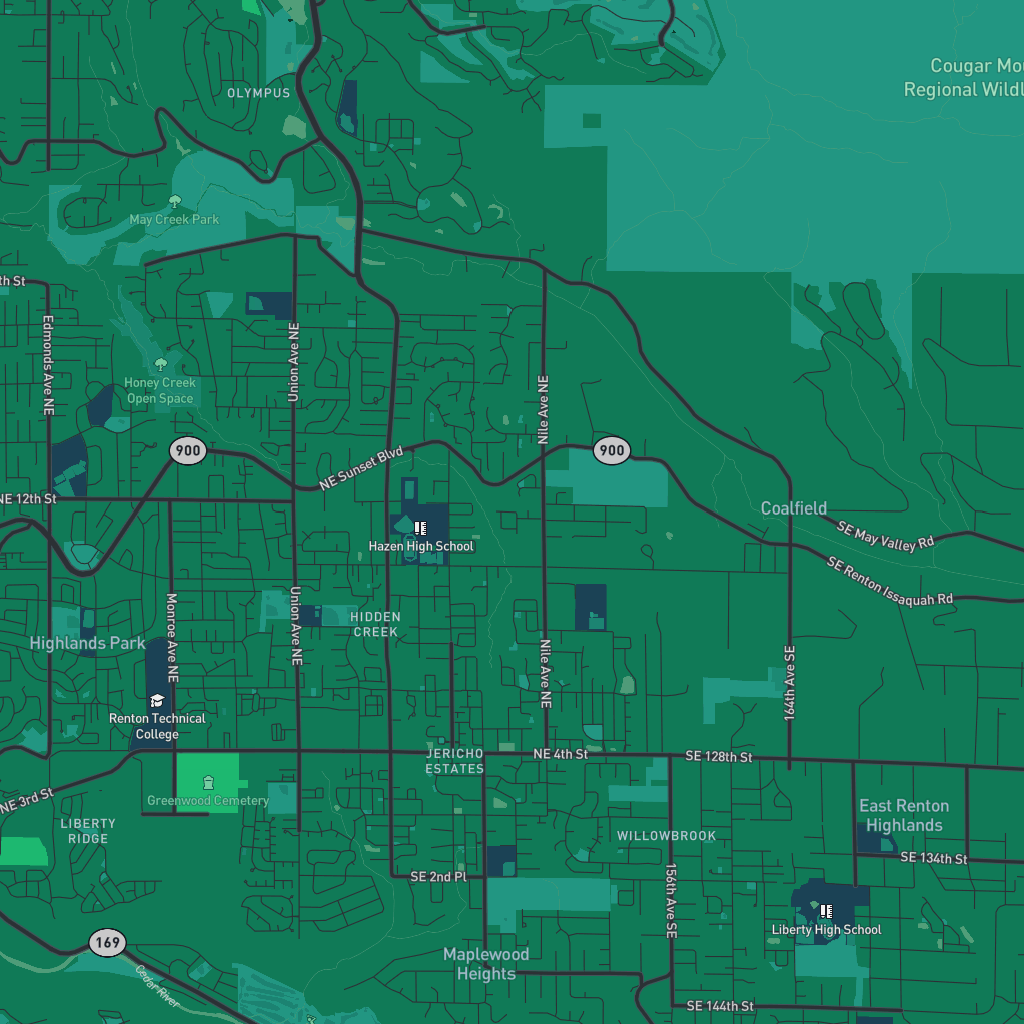 Cougar Mou
Regional Wildl
OLYMPUS
May Creek Park
th St
Edmonds Ave NE
Union Ave NE
Honey Creek
Open Space
Nile Ave NE
900
900
NE Sunset Blvd
NE 12th St
Coalfield
SE May Valley Rd
Hazen High School
SE Renton Issaquah Rd
Monroe Ave NE
Union Ave NE
HIDDEN
CREEK
Highlands Park
Nile Ave NE
164th Ave SE
Renton Technical
College
JERICHO
ESTATES
NE 4th St
SE 128th St
NE 3rd St
Greenwood Cemetery
East Renton
Highlands
LIBERTY
RIDGE
WILLOWBROOK
SE 134th St
SE 2nd Pl
156th Ave SE
Liberty High School
169
Maplewood
Heights
Cedar River
SE 144th St